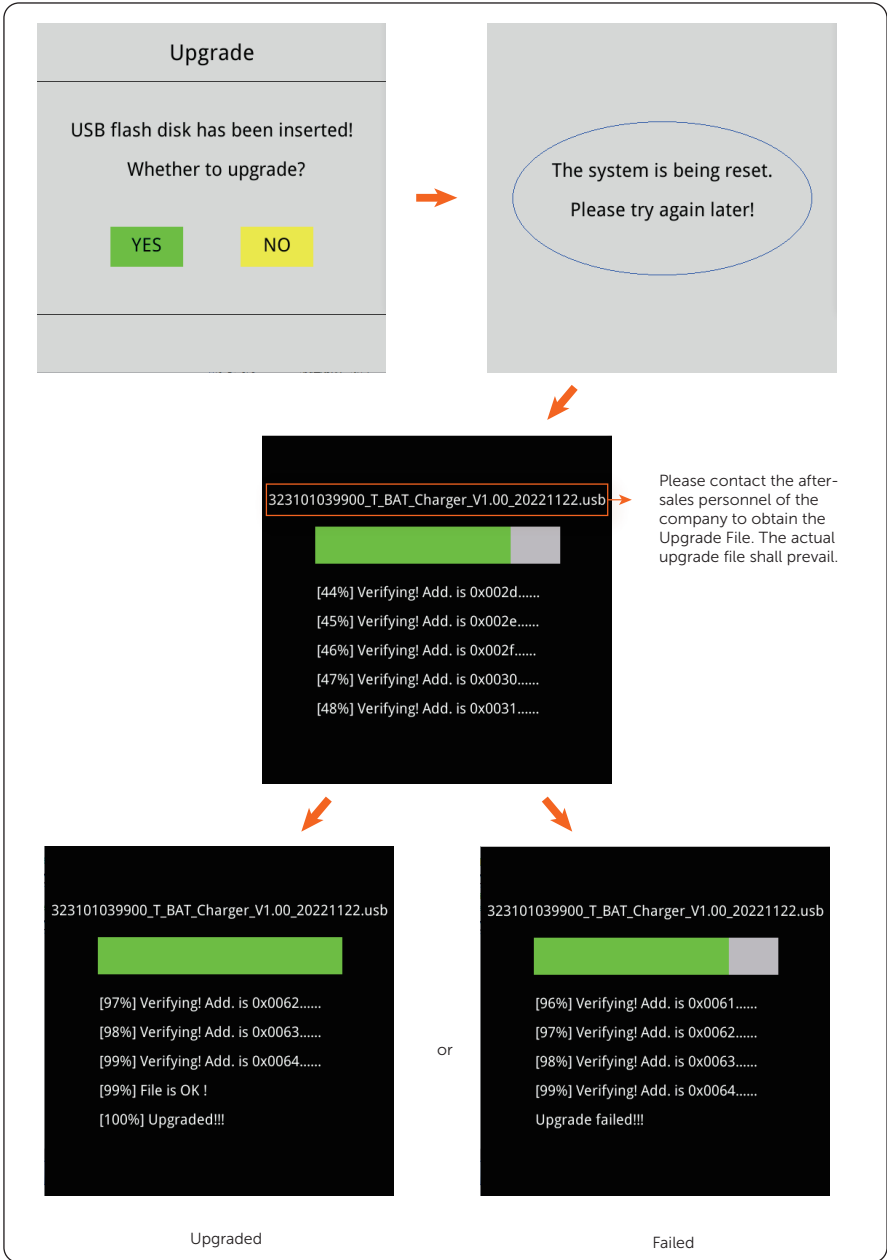 Upgrade
USB flash disk has been inserted!
Whether to upgrade?
YES
NO
The system is being reset.
Please try again later!
323101039900_T_BAT_Charger_V1.00_20221122.usb
[44%] Verifying! Add. is 0x002d......
[45%] Verifying! Add. is 0x002e......
[46%] Verifying! Add. is 0x002f......
[47%] Verifying! Add. is 0x0030......
[48%] Verifying! Add. is 0x0031......
Please contact the after-
sales personnel of the
company to obtain the
Upgrade File. The actual
upgrade file shall prevail.
323101039900_T_BAT_Charger_V1.00_20221122.usb
[97%] Verifying! Add. is 0x0062......
[98%] Verifying! Add. is 0x0063......
[99%] Verifying! Add. is 0x0064......
[99%] File is OK !
[100%] Upgraded!!!
Upgraded
or
323101039900_T_BAT_Charger_V1.00_20221122.usb
[96%] Verifying! Add. is 0x0061......
[97%] Verifying! Add. is 0x0062......
[98%] Verifying! Add. is 0x0063......
[99%] Verifying! Add. is 0x0064......
Upgrade failed!!!
Failed